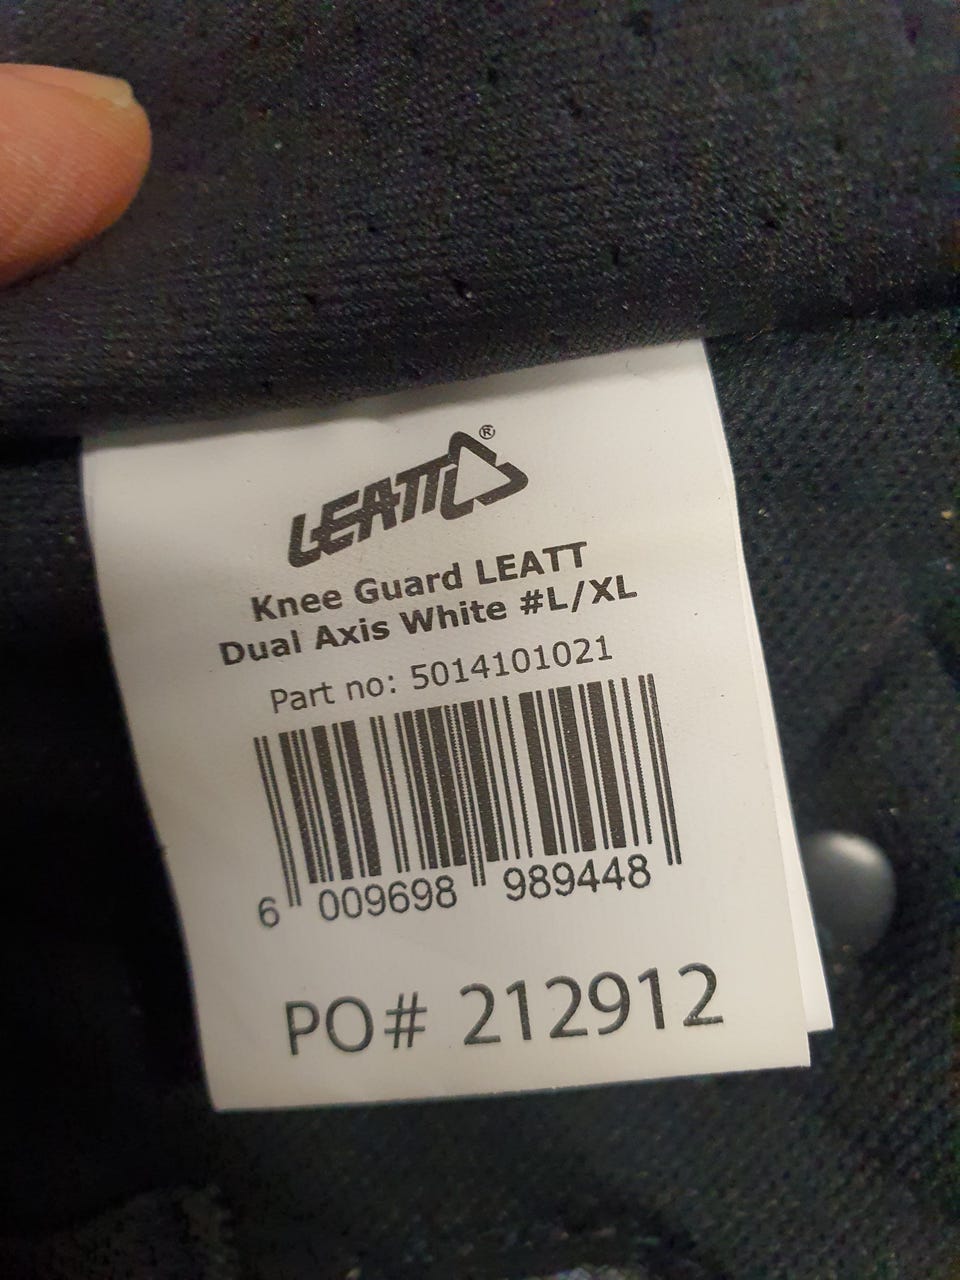 LEATT®
Knee Guard LEATT
Dual Axis White #L/XL
Part no: 5014101021
6 009698 989448
PO# 212912